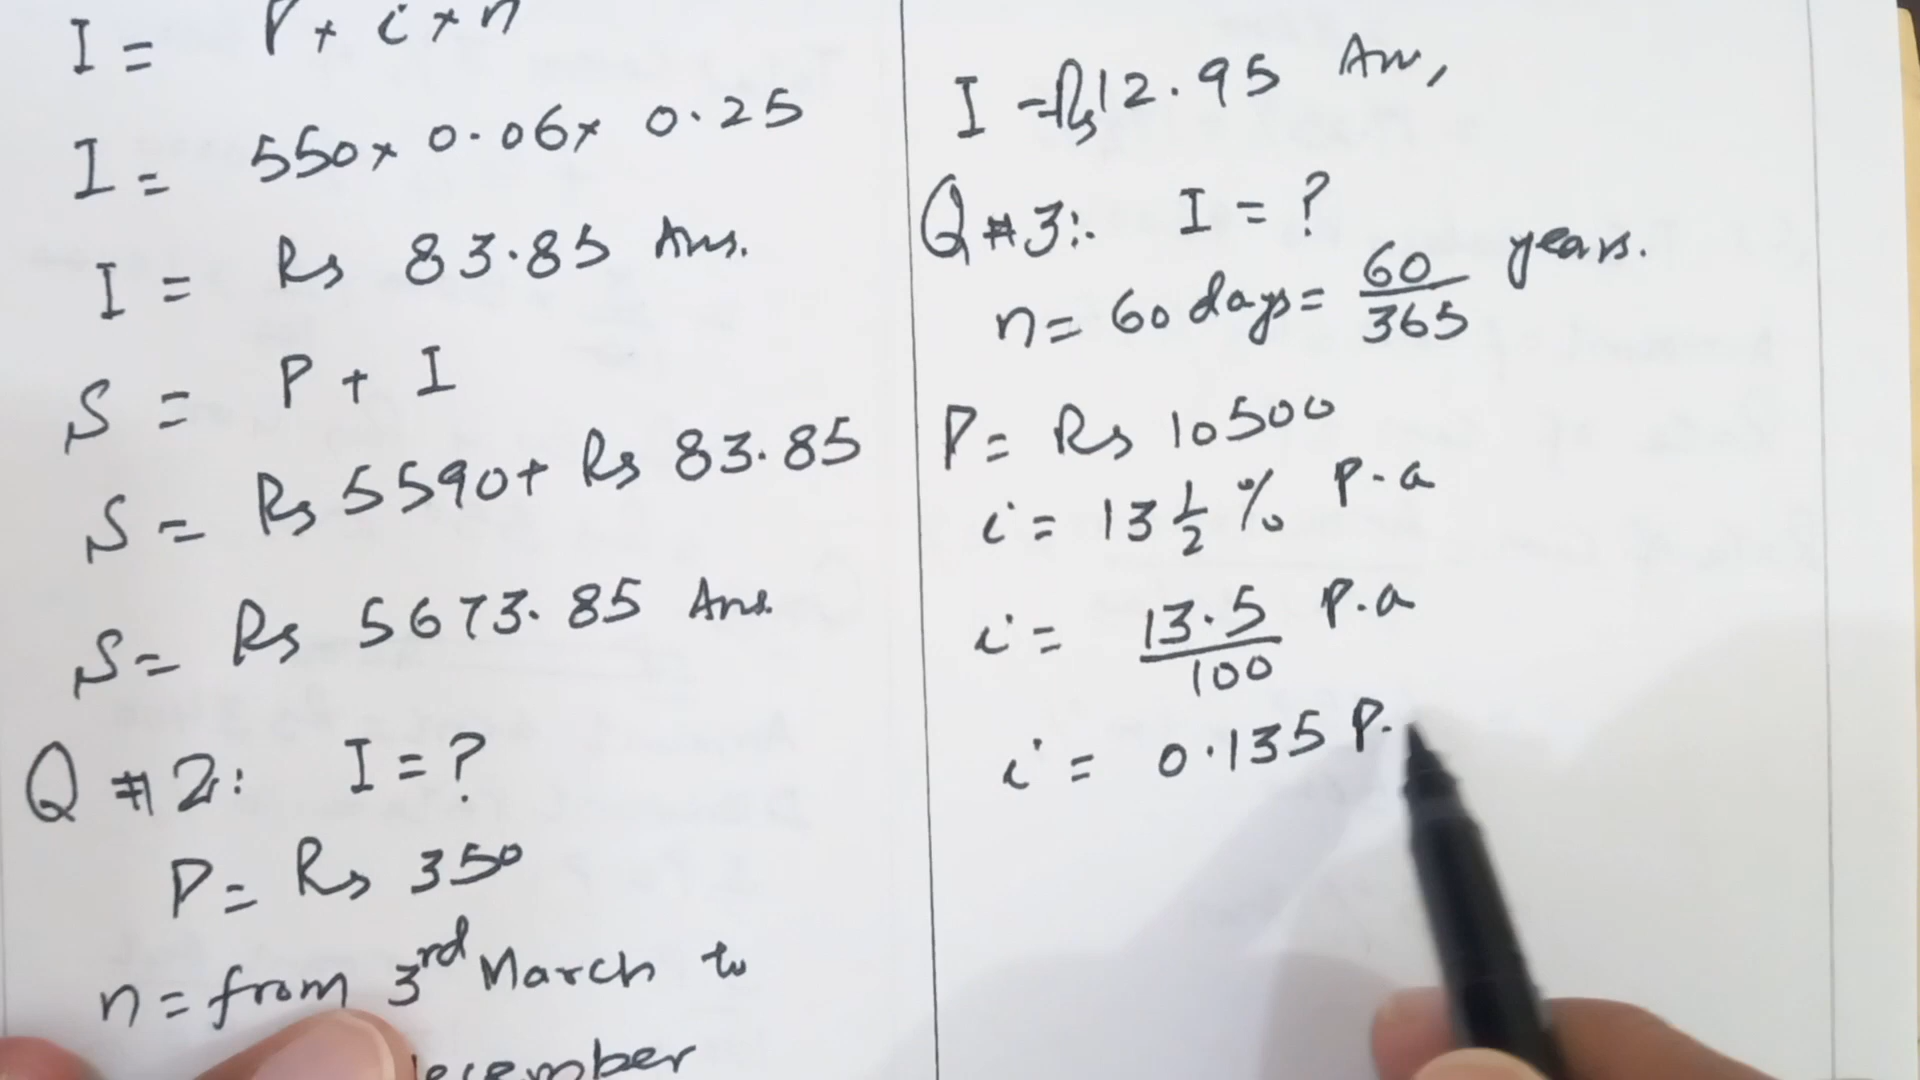 I = P × i × n
I = 550 × 0.06 × 0.25
I = Rs 83.85 Ans.
S = P + I
S = Rs 5590 + Rs 83.85
S = Rs 5673.85 Ans.
Q #2: I = ?
P = Rs 350
n = from 3rd March to
ecember
I = Rs 12.95 Ans,
Q #3:. I = ?
n = 60 days = 60/365 years.
P = Rs 10500
i = 13 1/2 % P.a
i = 13.5/100 P.a
i = 0.135 P.